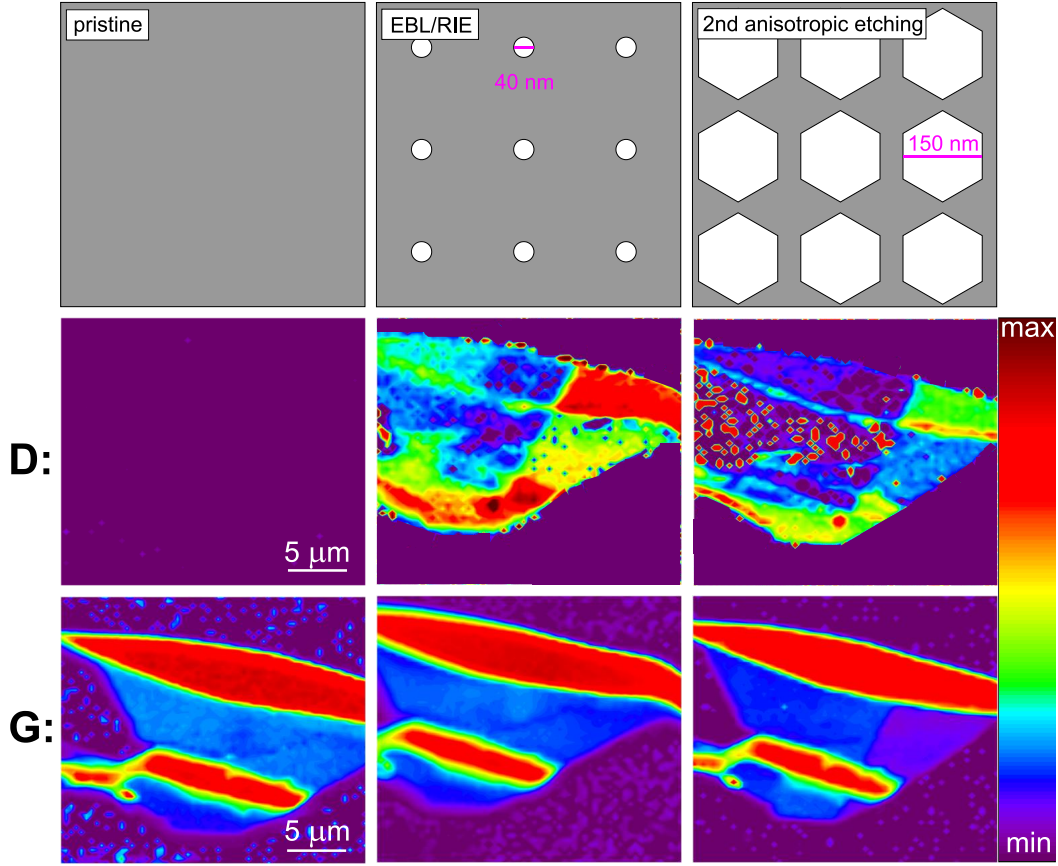 pristine
EBL/RIE
2nd anisotropic etching
40 nm
150 nm
max
D:
5 μm
G:
5 μm
min